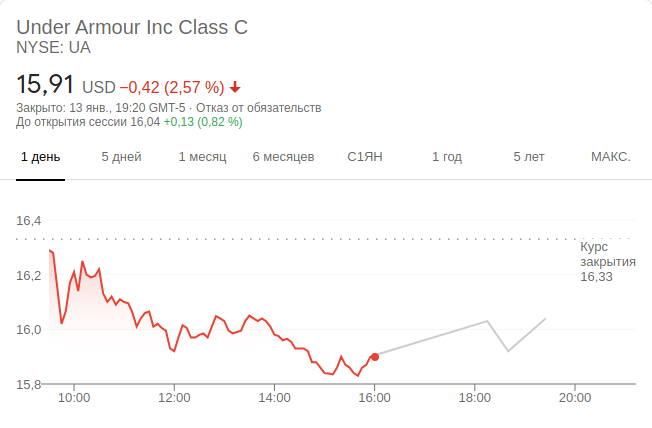 Under Armour Inc Class C
NYSE: UA
15,91 USD −0,42 (2,57 %)
Закрыто: 13 янв., 19:20 GMT-5 · Отказ от обязательств
До открытия сессии 16,04 +0,13 (0,82 %)
1 день 5 дней 1 месяц 6 месяцев С1ЯН 1 год 5 лет МАКС.
16,4
Курс
закрытия
16,33
16,2
16,0
15,8
10:00 12:00 14:00 16:00 18:00 20:00